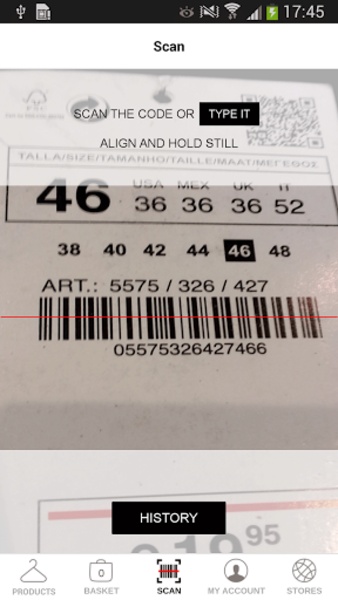 17:45
Scan
SCAN THE CODE OR TYPE IT
ALIGN AND HOLD STILL
TALLA/SIZE/TAMANHO/TAILLE/MAAT/ΜΕΓΕΘΟΣ
USA MEX UK IT
46 36 36 36 52
38 40 42 44 46 48
ART.: 5575 / 326 / 427
05575326427466
HISTORY
95
0
PRODUCTS BASKET SCAN MY ACCOUNT STORES